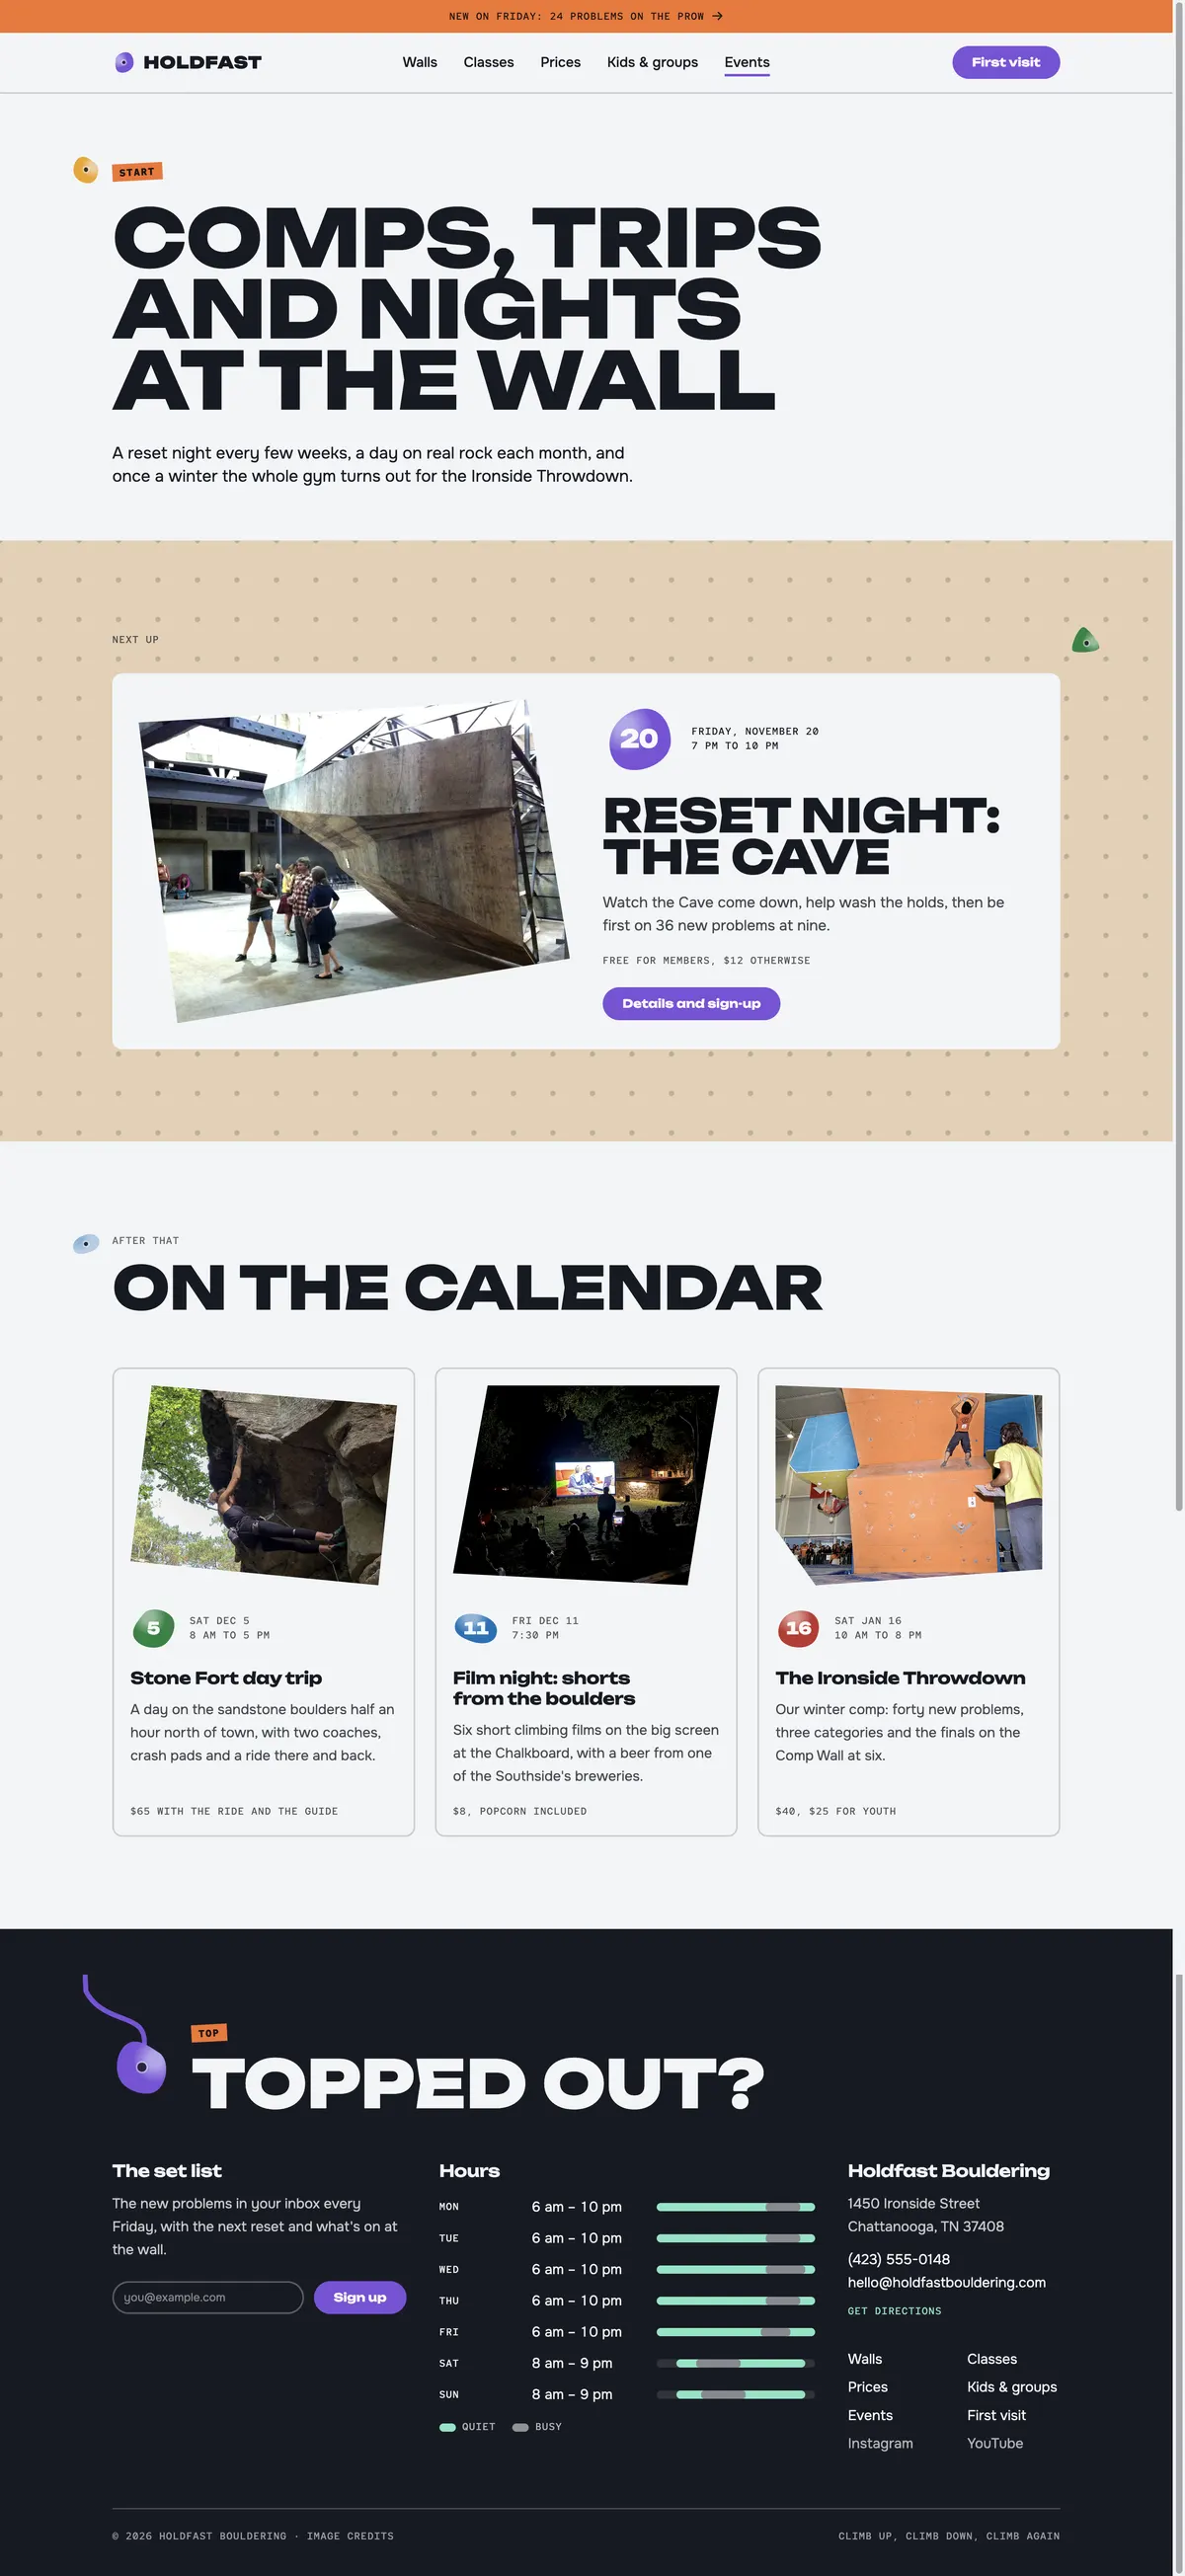 NEW ON FRIDAY: 24 PROBLEMS ON THE PROW →
HOLDFAST
Walls
Classes
Prices
Kids & groups
Events
First visit
START
COMPS, TRIPS
AND NIGHTS
AT THE WALL
A reset night every few weeks, a day on real rock each month, and
once a winter the whole gym turns out for the Ironside Throwdown.
NEXT UP
20
FRIDAY, NOVEMBER 20
7 PM TO 10 PM
RESET NIGHT:
THE CAVE
Watch the Cave come down, help wash the holds, then be
first on 36 new problems at nine.
FREE FOR MEMBERS, $12 OTHERWISE
Details and sign-up
AFTER THAT
ON THE CALENDAR
5
SAT DEC 5
8 AM TO 5 PM
Stone Fort day trip
A day on the sandstone boulders half an
hour north of town, with two coaches,
crash pads and a ride there and back.
$65 WITH THE RIDE AND THE GUIDE
11
FRI DEC 11
7:30 PM
Film night: shorts
from the boulders
Six short climbing films on the big screen
at the Chalkboard, with a beer from one
of the Southside's breweries.
$8, POPCORN INCLUDED
16
SAT JAN 16
10 AM TO 8 PM
The Ironside Throwdown
Our winter comp: forty new problems,
three categories and the finals on the
Comp Wall at six.
$40, $25 FOR YOUTH
TOP
TOPPED OUT?
The set list
The new problems in your inbox every
Friday, with the next reset and what's on at
the wall.
you@example.com
Sign up
Hours
MON 6 am – 10 pm
TUE 6 am – 10 pm
WED 6 am – 10 pm
THU 6 am – 10 pm
FRI 6 am – 10 pm
SAT 8 am – 9 pm
SUN 8 am – 9 pm
QUIET BUSY
Holdfast Bouldering
1450 Ironside Street
Chattanooga, TN 37408
(423) 555-0148
hello@holdfastbouldering.com
GET DIRECTIONS
Walls Classes
Prices Kids & groups
Events First visit
Instagram YouTube
© 2026 HOLDFAST BOULDERING · IMAGE CREDITS
CLIMB UP, CLIMB DOWN, CLIMB AGAIN